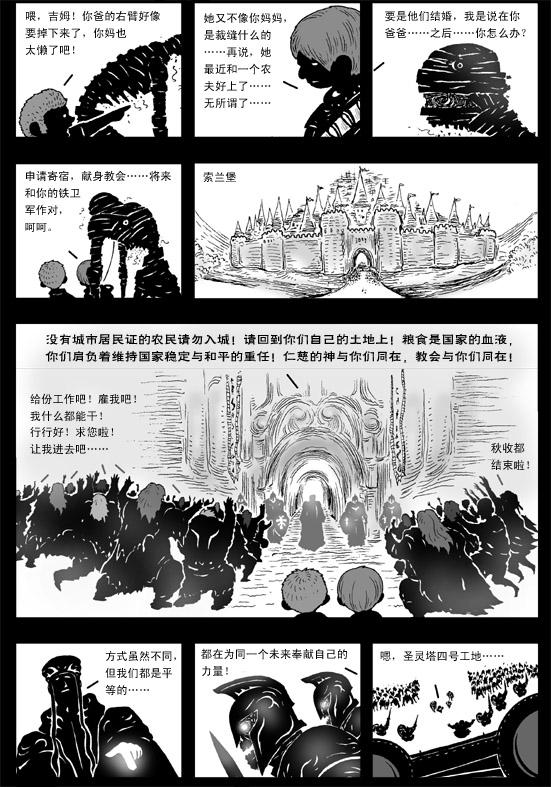 喂，吉姆！你爸的右臂好像
要掉下来了，你妈也
太懒了吧！
她又不像你妈妈，
是裁缝什么的
……再说，她
最近和一个农
夫好上了……
无所谓了……
要是他们结婚，我是说在你
爸爸……之后……你怎么办？
申请寄宿，献身教会……将来
和你的铁卫
军作对，
呵呵。
索兰堡
没有城市居民证的农民请勿入城！请回到你们自己的土地上！粮食是国家的血液，
你们肩负着维持国家稳定与和平的重任！仁慈的神与你们同在，教会与你们同在！
给份工作吧！雇我吧！
我什么都能干！
行行好！求您啦！
让我进去吧……
秋收都
结束啦！
方式虽然不同，
但我们都是平
等的……
都在为同一个未来奉献自己的
力量！
嗯，圣灵塔四号工地……